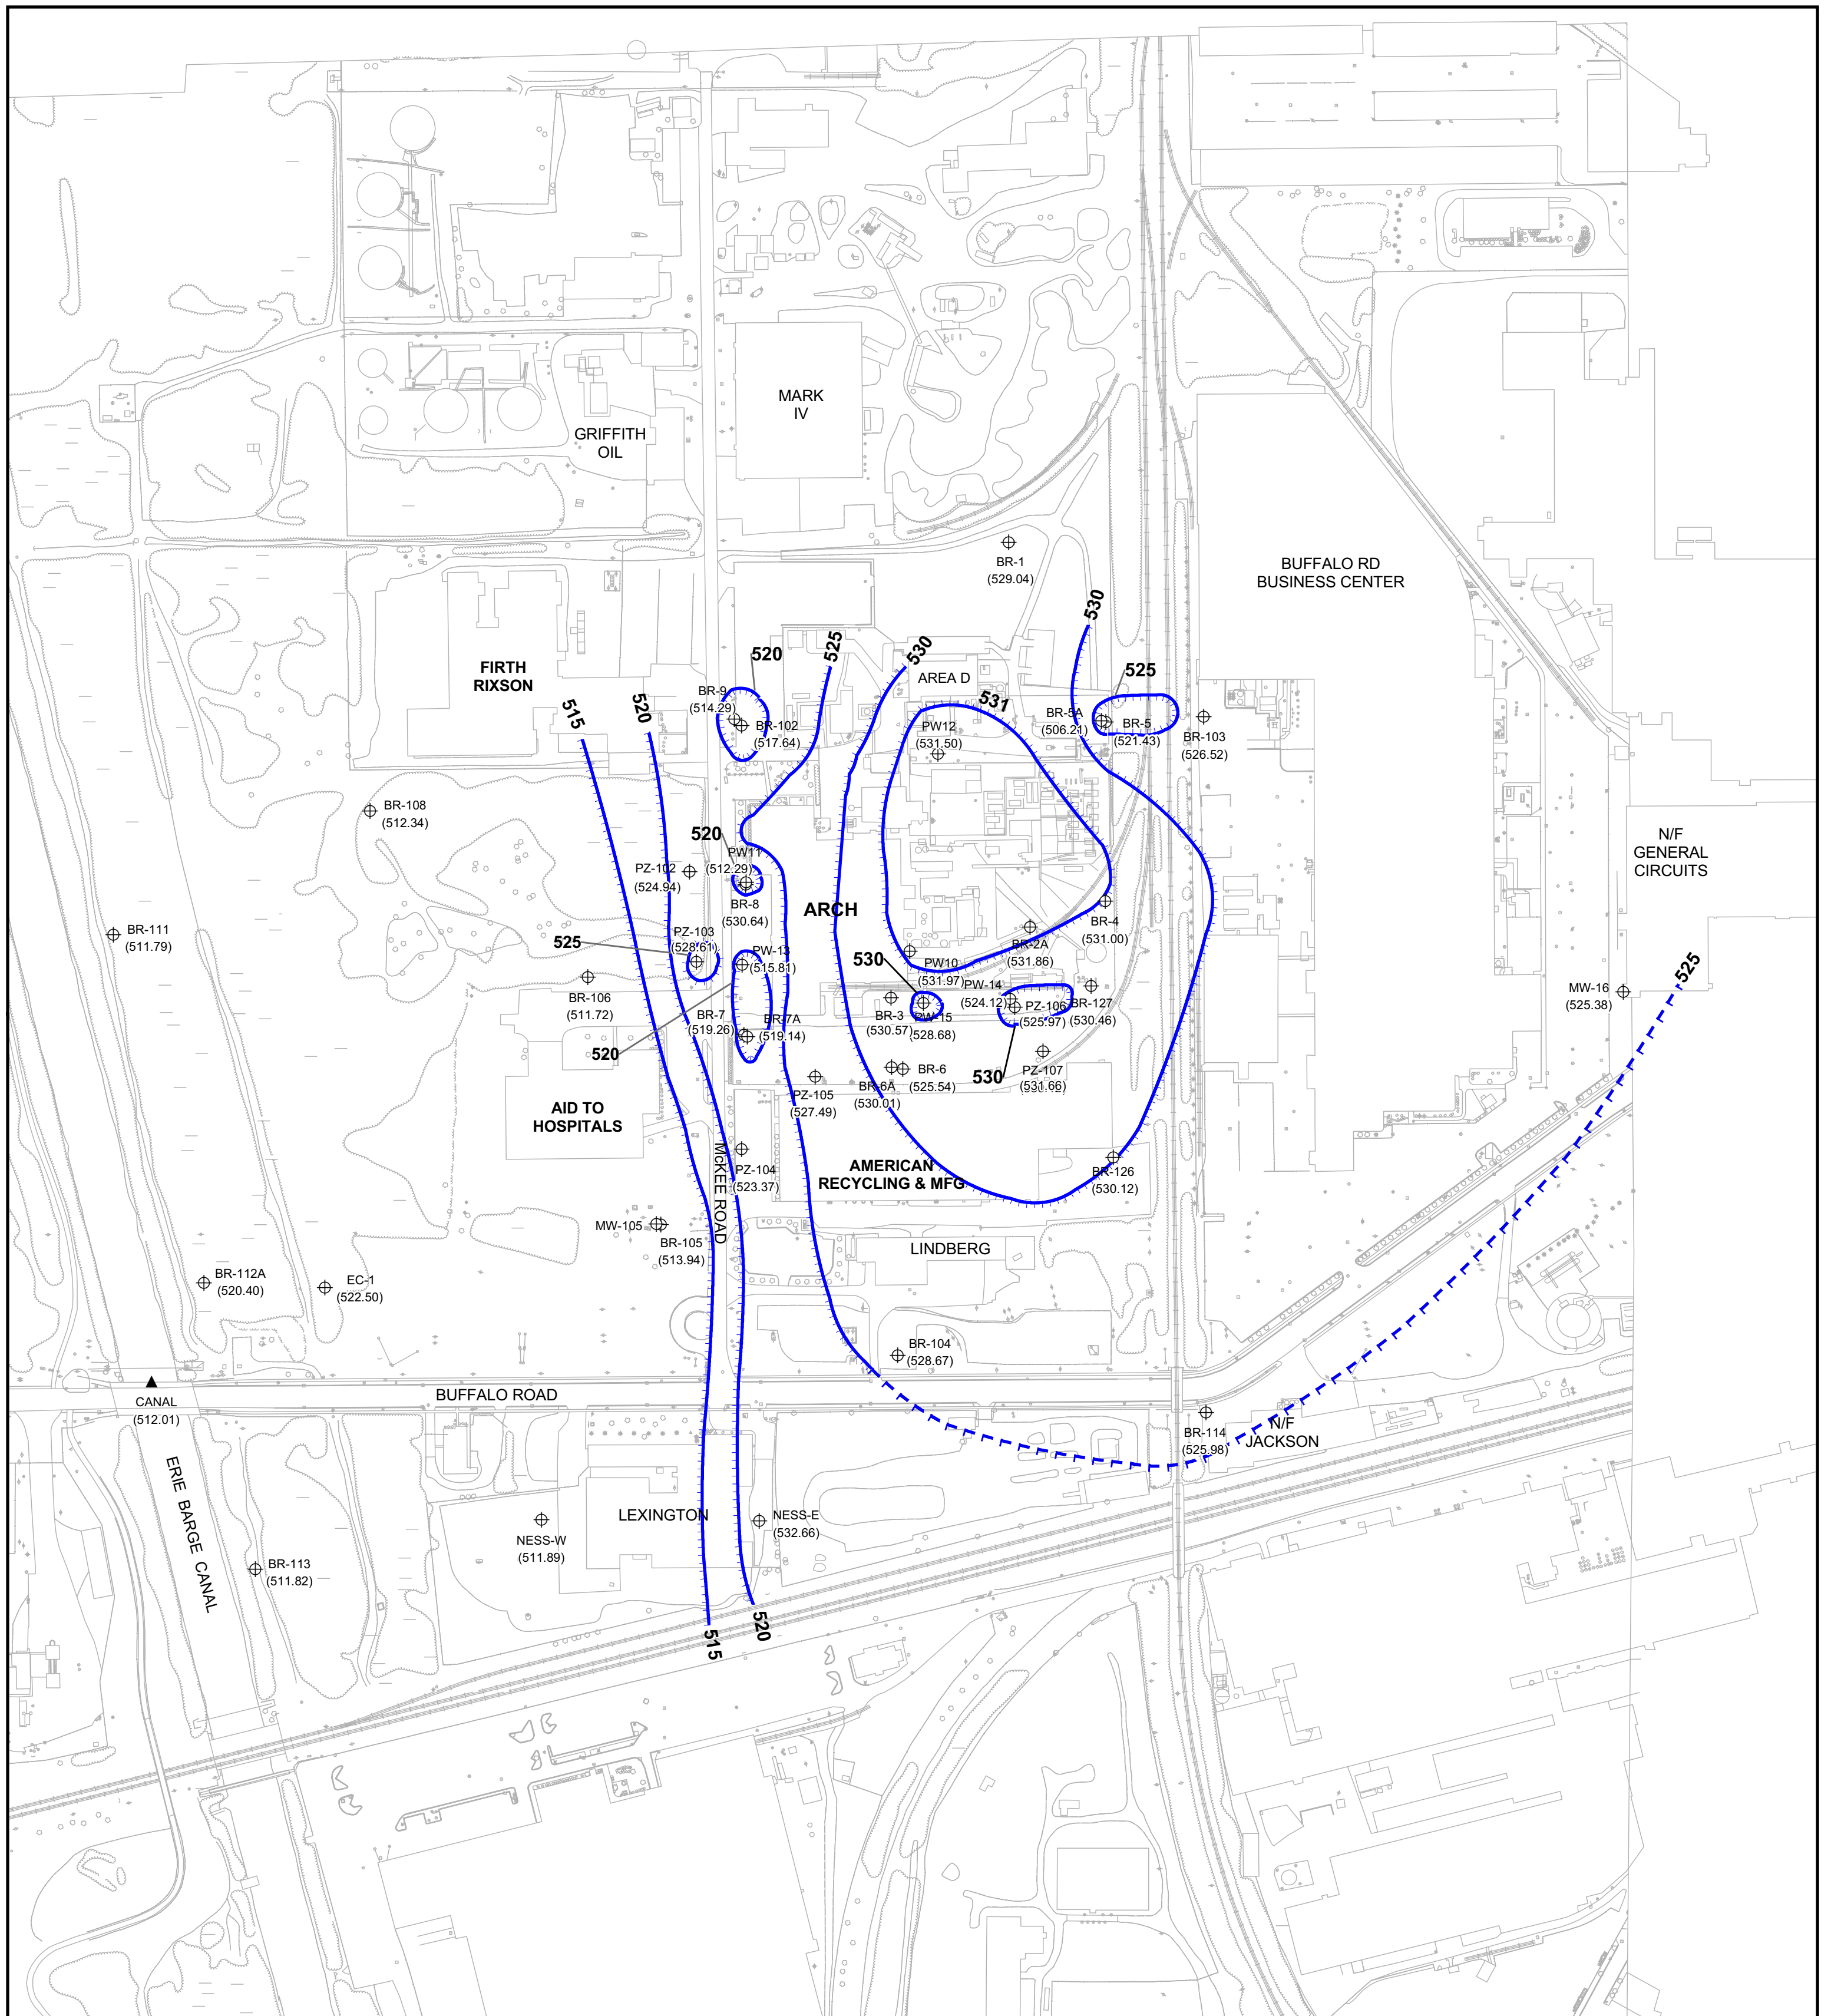 MARK
IV
GRIFFITH
OIL
BR-1
(529.04)
BUFFALO RD
BUSINESS CENTER
530
525
530
520
AREA D
525
FIRTH
RIXSON
531
BR-9
(514.29)
515
520
BR-102
(517.64)
PW12
(531.50)
BR-5A
(506.21)
BR-5
(521.43)
BR-103
(526.52)
BR-108
(512.34)
520
PW11
(512.29)
PZ-102
(524.94)
N/F
GENERAL
CIRCUITS
BR-8
(530.64)
ARCH
BR-4
(531.00)
BR-111
(511.79)
525
PZ-103
(528.61)
PW-13
(515.81)
BR-2A
(531.86)
530
PW10
(531.97)
525
BR-106
(511.72)
PW-14
(524.12)
MW-16
(525.38)
BR-7
(519.26)
BR-7A
(519.14)
BR-3
(530.57)
PW-15
(528.68)
PZ-106
(525.97)
BR-127
(530.46)
520
BR-6A
(530.01)
BR-6
(525.54)
530
PZ-107
(531.66)
PZ-105
(527.49)
AID TO
HOSPITALS
McKEE ROAD
PZ-104
(523.37)
AMERICAN
RECYCLING & MFG
BR-126
(530.12)
MW-105
BR-105
(513.94)
LINDBERG
BR-112A
(520.40)
EC-1
(522.50)
BR-104
(528.67)
CANAL
(512.01)
BUFFALO ROAD
BR-114
(525.98)
N/F
JACKSON
ERIE BARGE CANAL
LEXINGTON
NESS-E
(532.66)
NESS-W
(511.89)
BR-113
(511.82)
515
520